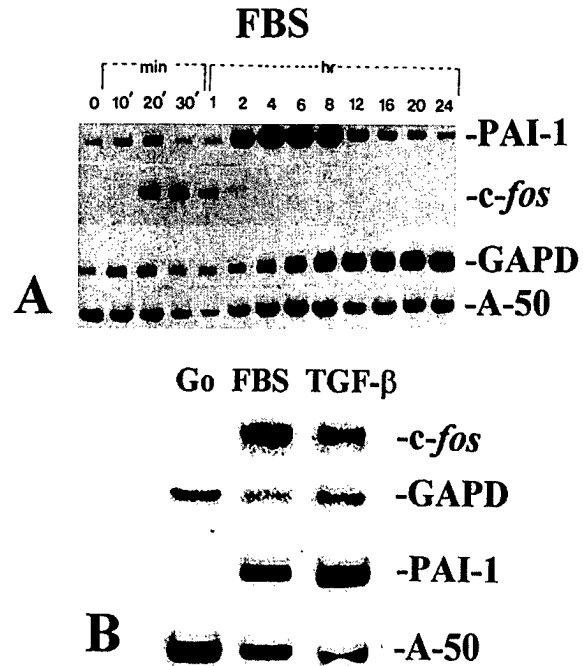 FBS
min hr
0 10' 20' 30' 1 2 4 6 8 12 16 20 24
-PAI-1
-c-fos
-GAPD
A -A-50
Go FBS TGF-β
-c-fos
-GAPD
-PAI-1
B -A-50